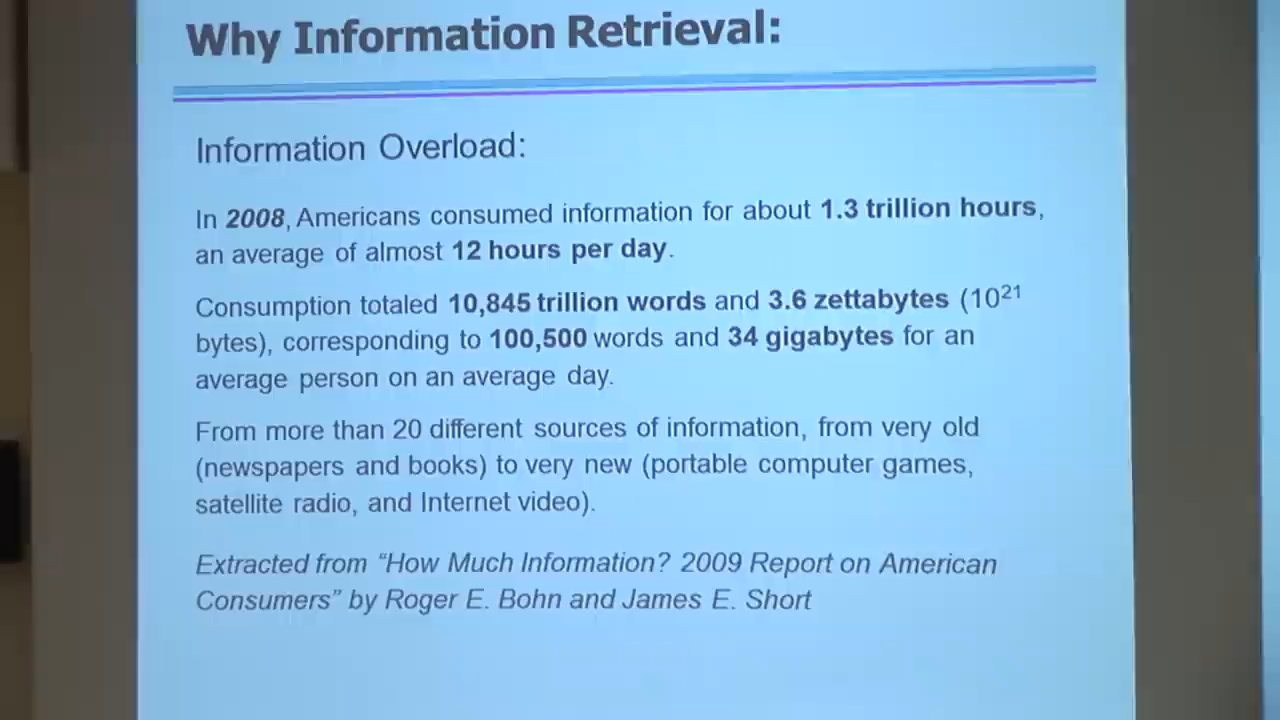 Why Information Retrieval:
Information Overload:
In 2008, Americans consumed information for about 1.3 trillion hours,
an average of almost 12 hours per day.
Consumption totaled 10,845 trillion words and 3.6 zettabytes (10²¹
bytes), corresponding to 100,500 words and 34 gigabytes for an
average person on an average day.
From more than 20 different sources of information, from very old
(newspapers and books) to very new (portable computer games,
satellite radio, and Internet video).
Extracted from “How Much Information? 2009 Report on American
Consumers” by Roger E. Bohn and James E. Short